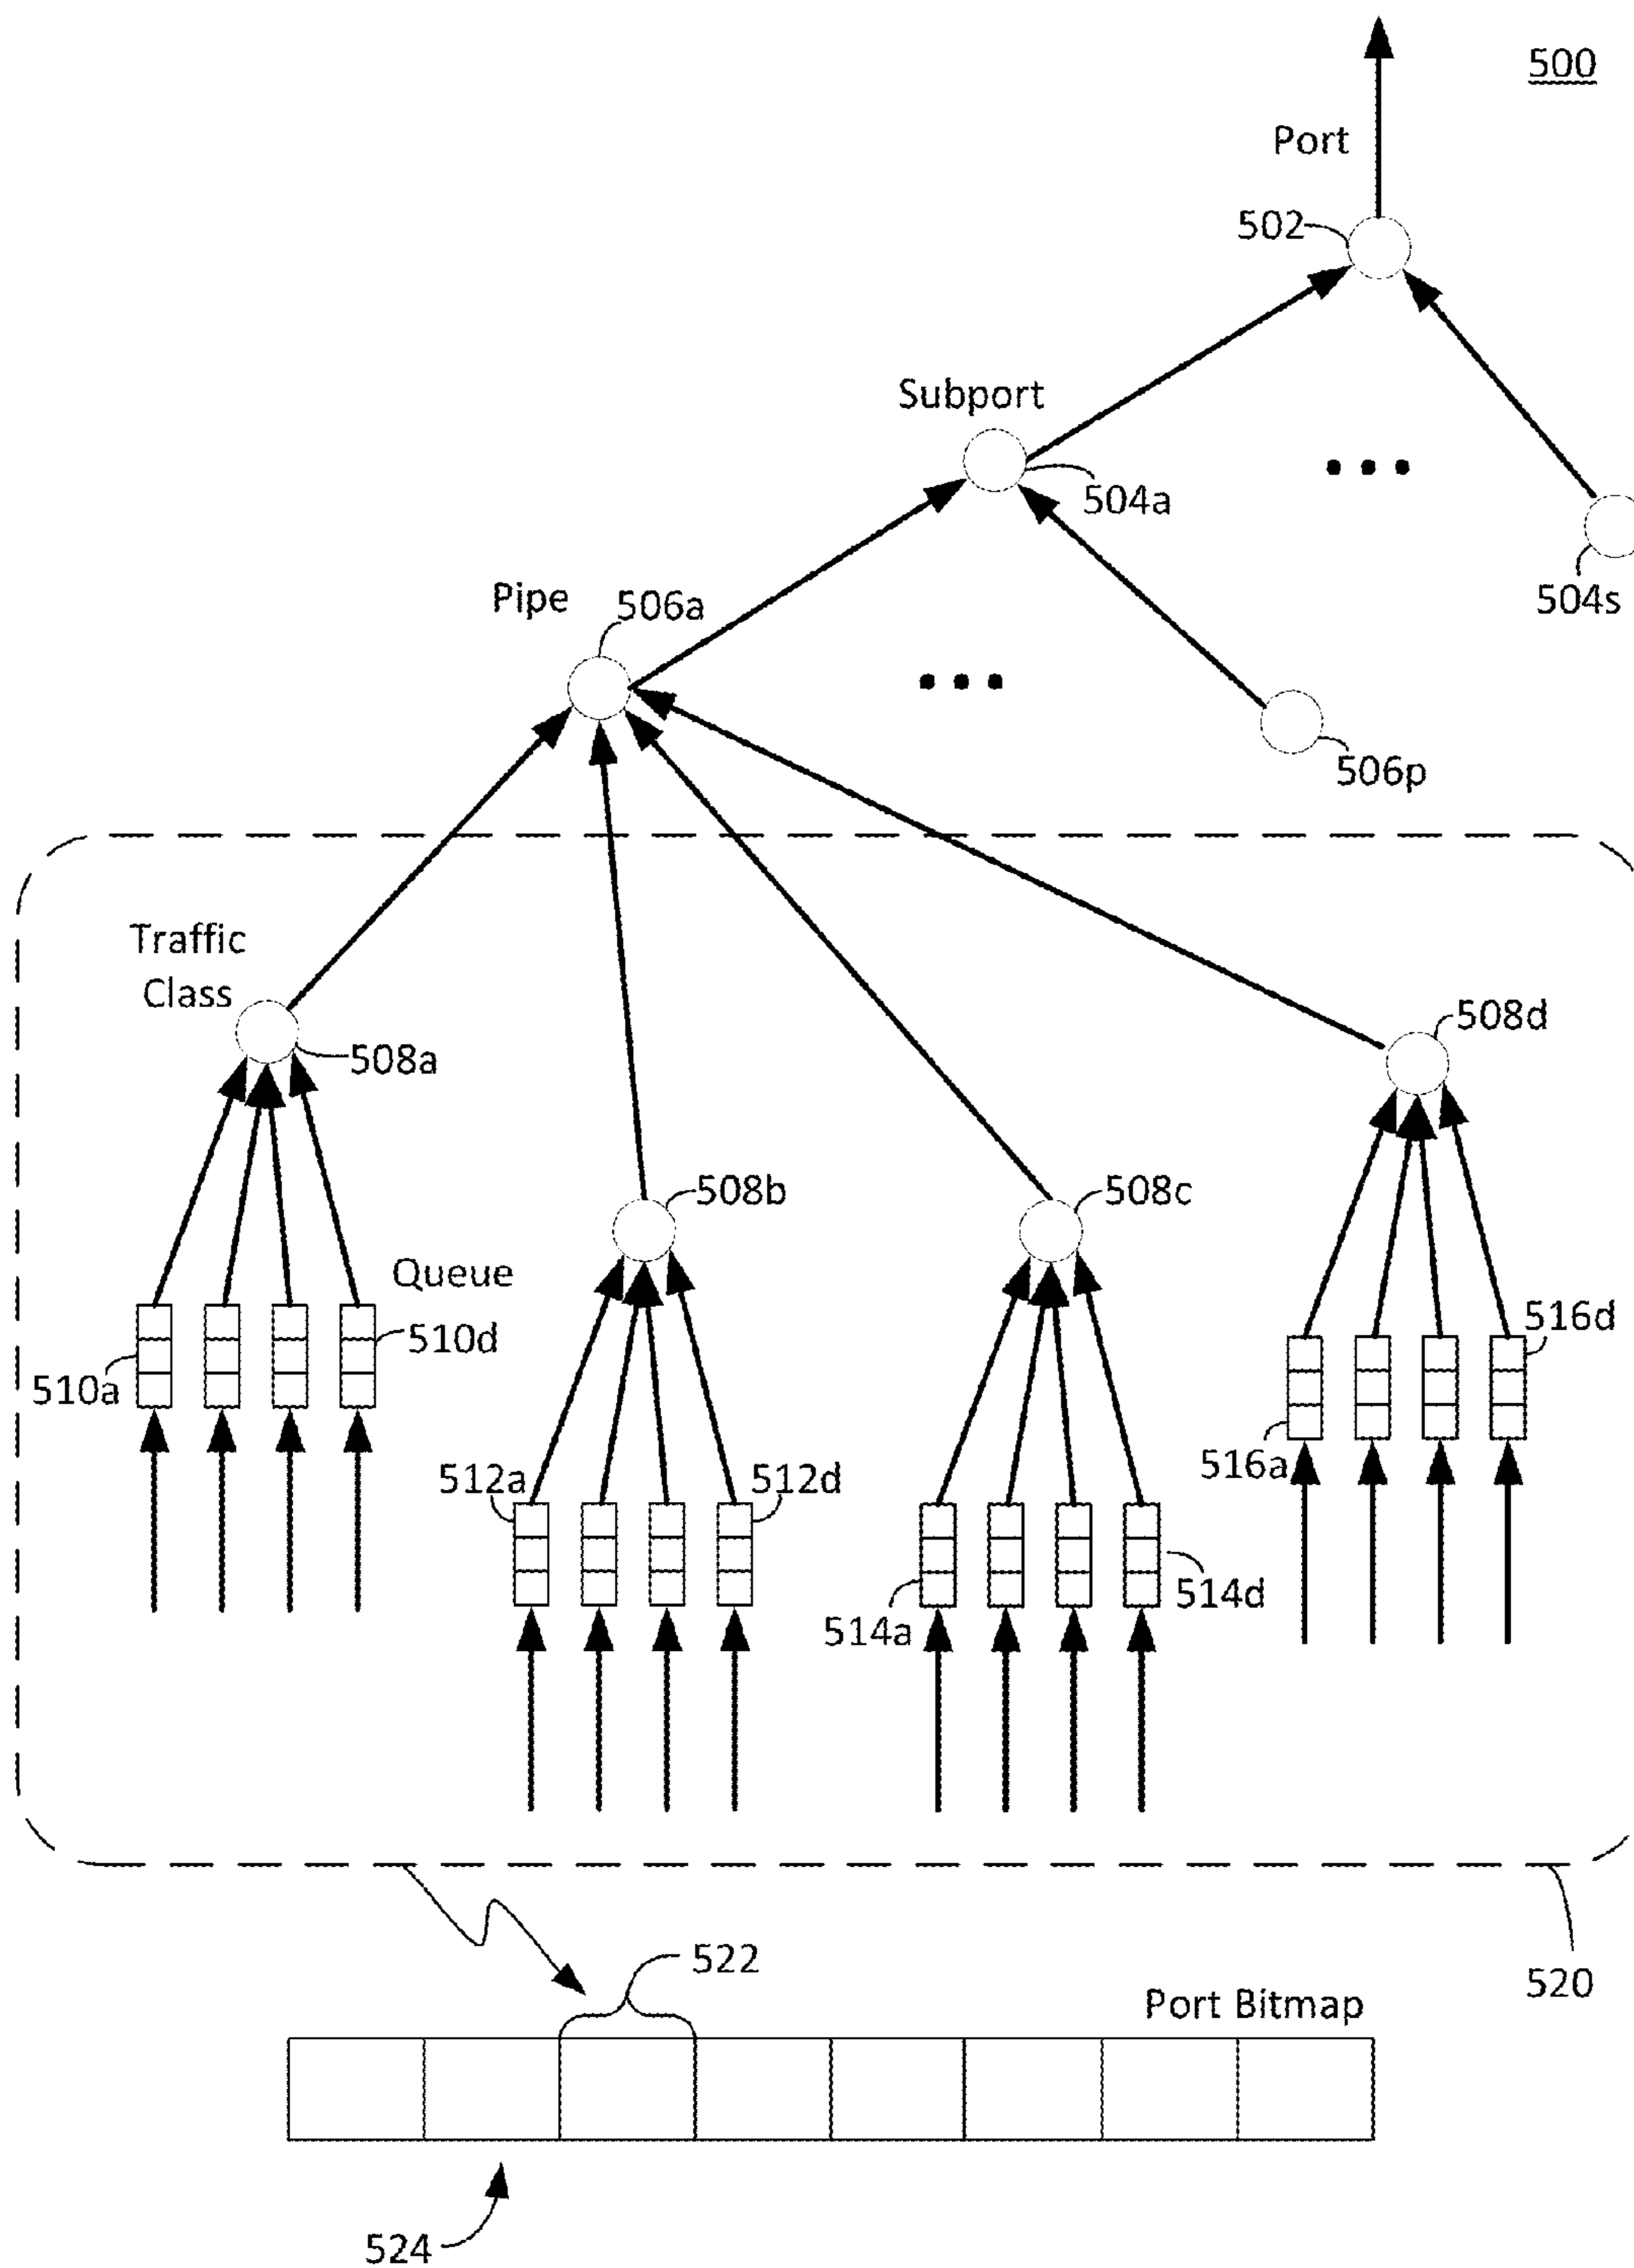 500
Port
502
Subport
504a
504s
Pipe
506a
506p
Traffic
Class
508a
508d
508b
508c
Queue
510a
510d
516d
516a
512a
512d
514a
514d
522
520
Port Bitmap
524